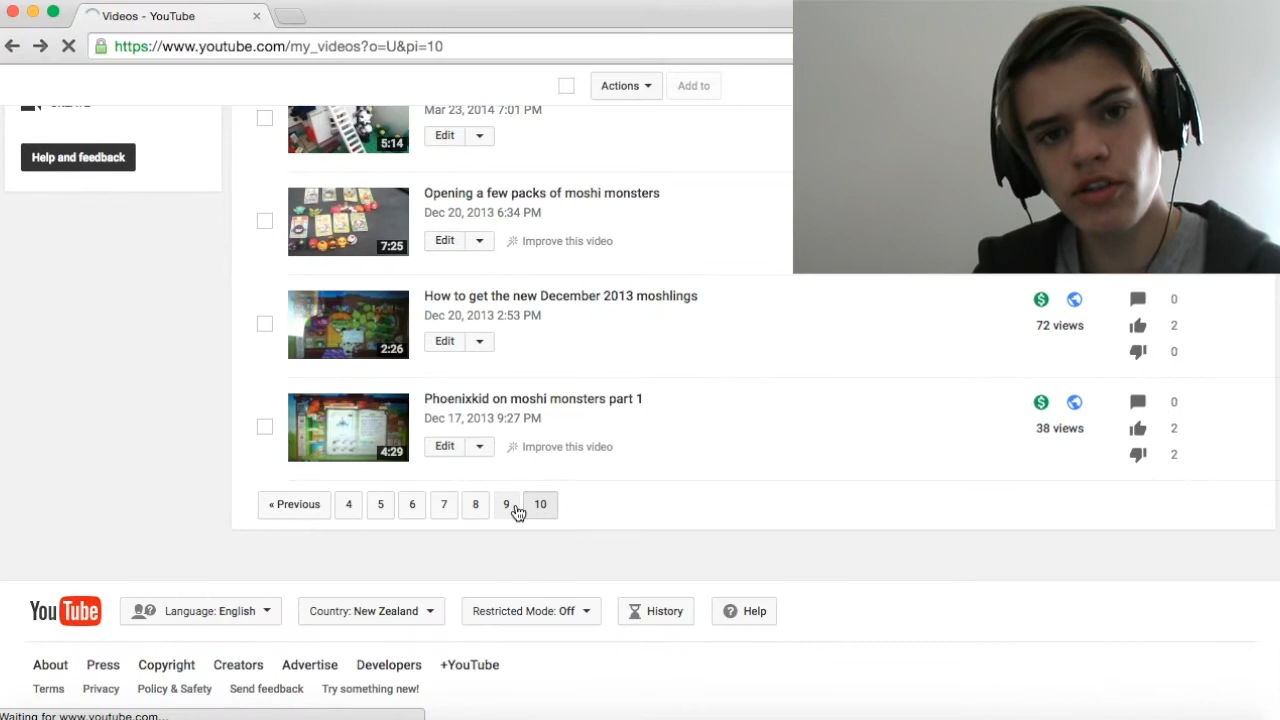 Videos - YouTube
https://www.youtube.com/my_videos?o=U&pi=10
Actions
Add to
Help and feedback
Mar 23, 2014 7:01 PM
5:14
Edit
Opening a few packs of moshi monsters
Dec 20, 2013 6:34 PM
7:25
Edit
Improve this video
How to get the new December 2013 moshlings
Dec 20, 2013 2:53 PM
2:26
Edit
72 views
0
2
0
Phoenixkid on moshi monsters part 1
Dec 17, 2013 9:27 PM
4:29
Edit
Improve this video
38 views
0
2
2
« Previous 4 5 6 7 8 9 10
YouTube Language: English Country: New Zealand Restricted Mode: Off History Help
About Press Copyright Creators Advertise Developers +YouTube
Terms Privacy Policy & Safety Send feedback Try something new!
Waiting for www.youtube.com...